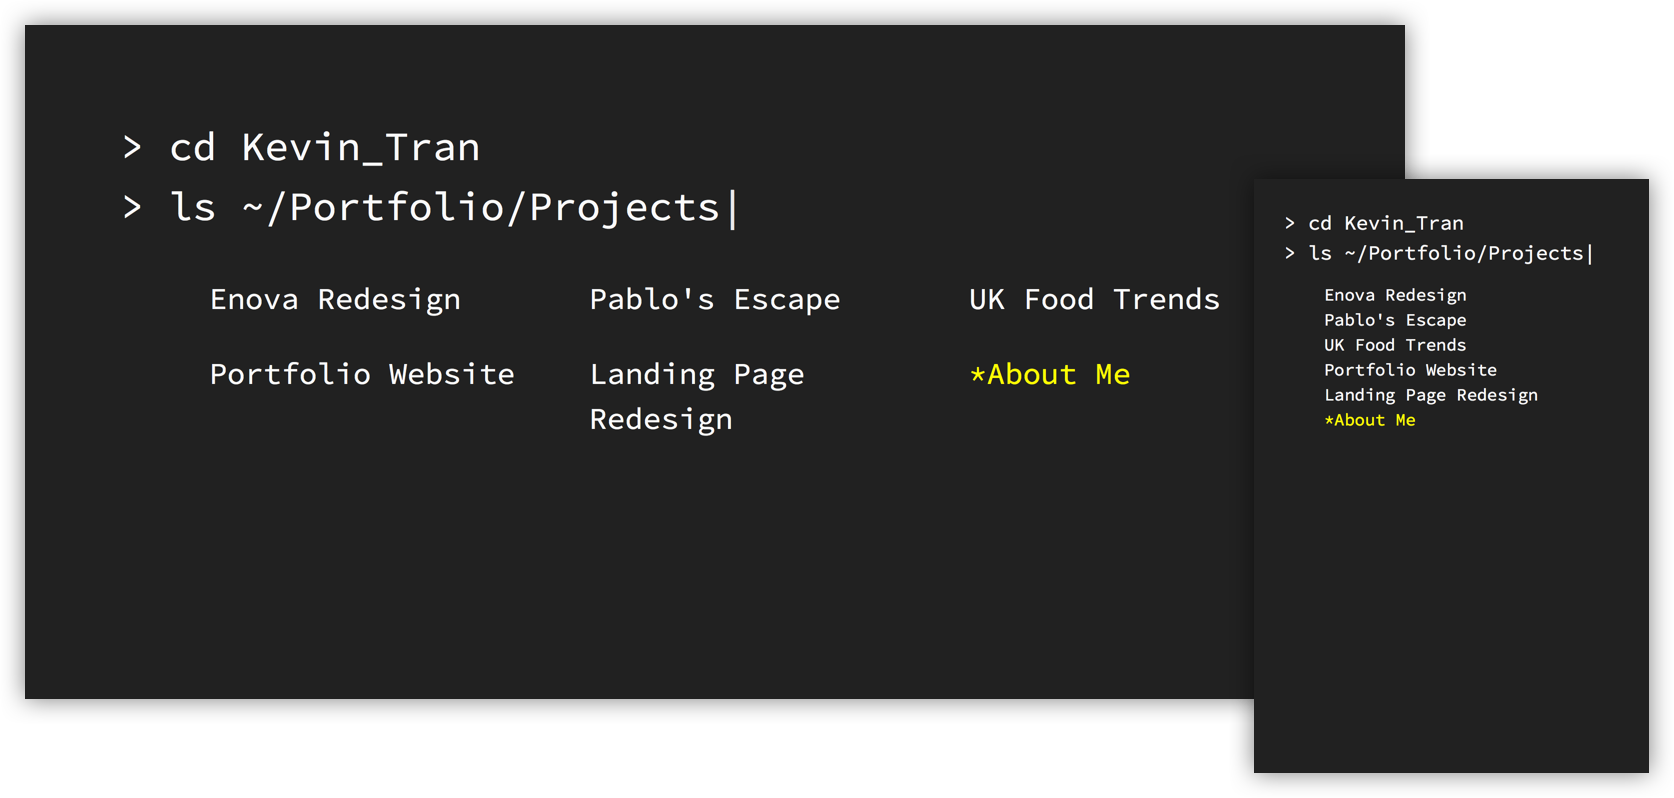 > cd Kevin_Tran
> ls ~/Portfolio/Projects|
Enova Redesign
Pablo's Escape
UK Food Trends
Portfolio Website
Landing Page
Redesign
*About Me
> cd Kevin_Tran
> ls ~/Portfolio/Projects|
Enova Redesign
Pablo's Escape
UK Food Trends
Portfolio Website
Landing Page Redesign
*About Me